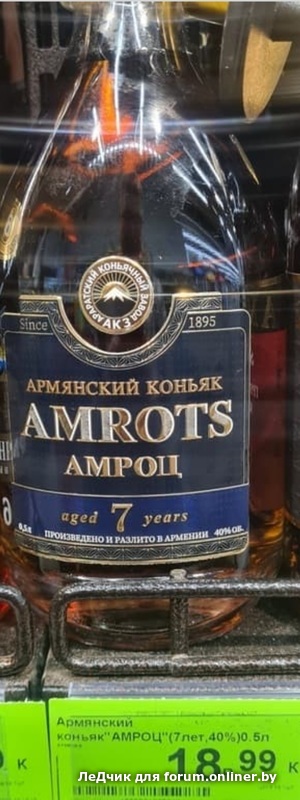 АРАРАТСКИЙ КОНЬЯЧНЫЙ ЗАВОД
АКЗ
Since 1895
АРМЯНСКИЙ КОНЬЯК
AMROTS
АМРОЦ
aged 7 years
0,5л ПРОИЗВЕДЕНО И РАЗЛИТО В АРМЕНИИ 40% ОБ.
Армянский
коньяк"АМРОЦ"(7лет,40%)0.5л
18.99 К
К
ЛеДчик для forum.onliner.by